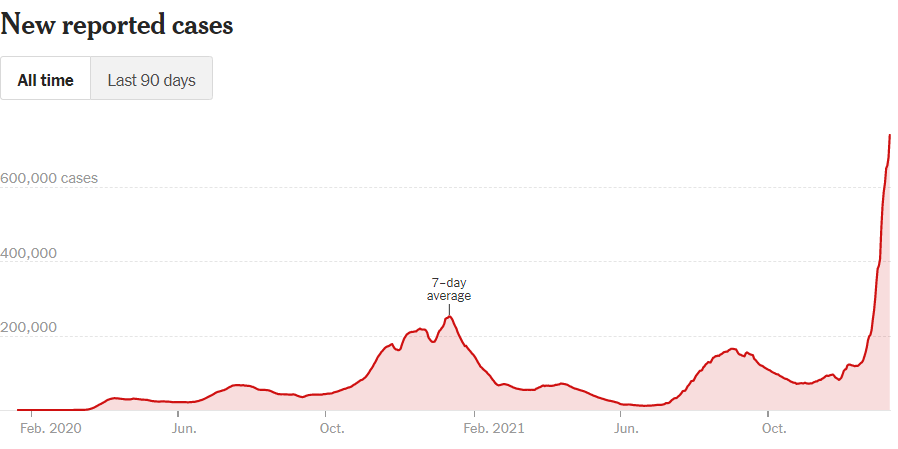 New reported cases
All time
Last 90 days
600,000 cases
400,000
7–day
average
200,000
Feb. 2020
Jun.
Oct.
Feb. 2021
Jun.
Oct.